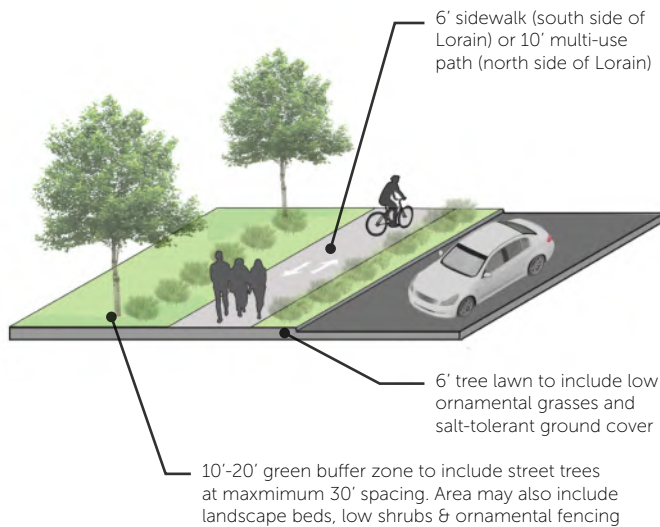 6’ sidewalk (south side of
Lorain) or 10’ multi-use
path (north side of Lorain)
6’ tree lawn to include low
ornamental grasses and
salt-tolerant ground cover
10’-20’ green buffer zone to include street trees
at maxmimum 30’ spacing. Area may also include
landscape beds, low shrubs & ornamental fencing